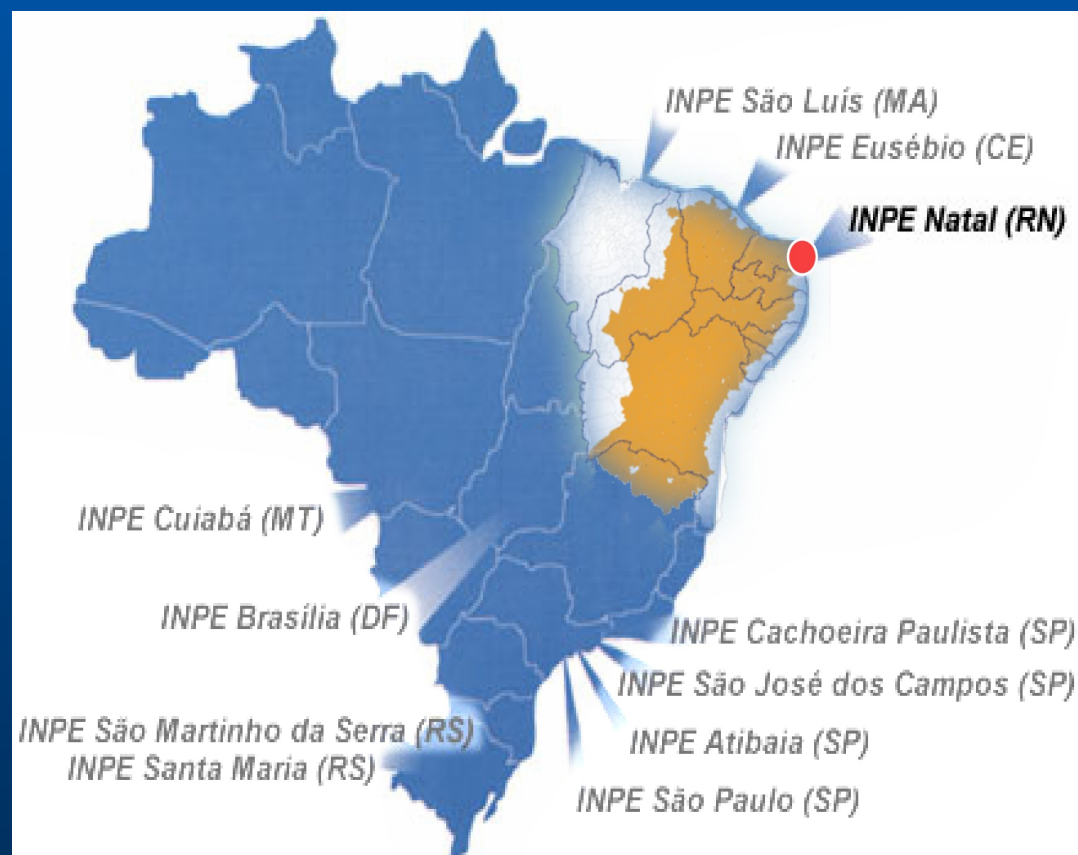 INPE São Luís (MA)
INPE Eusébio (CE)
INPE Natal (RN)
INPE Cuiabá (MT)
INPE Brasília (DF)
INPE Cachoeira Paulista (SP)
INPE São José dos Campos (SP)
INPE São Martinho da Serra (RS)
INPE Atibaia (SP)
INPE Santa Maria (RS)
INPE São Paulo (SP)